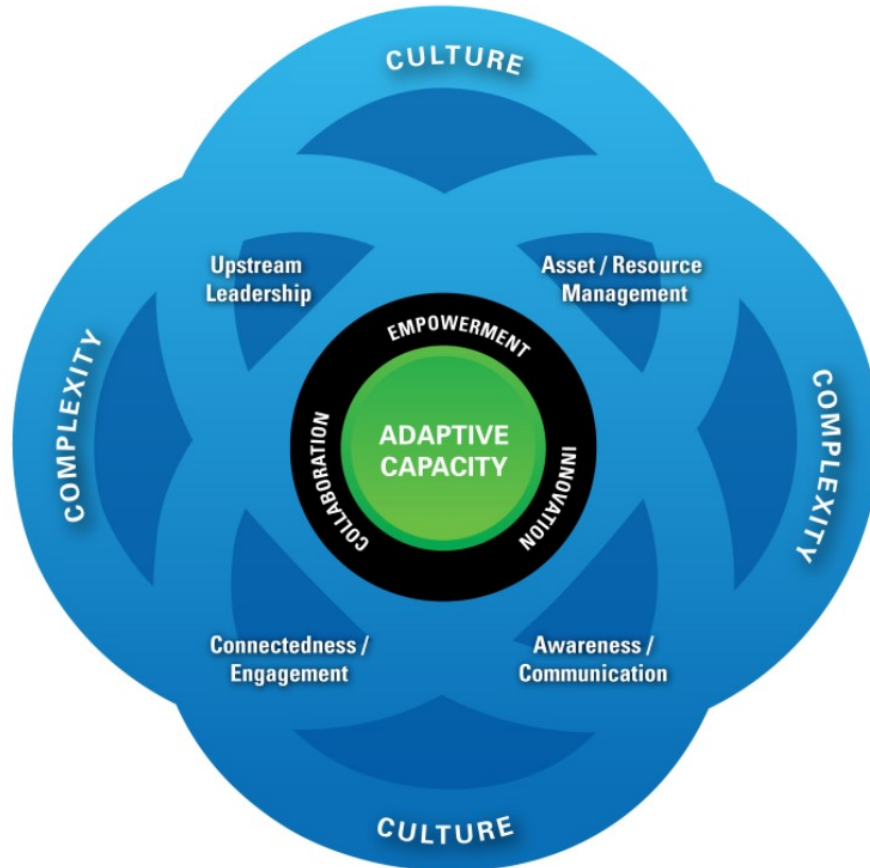 CULTURE
Upstream
Leadership
Asset / Resource
Management
EMPOWERMENT
COMPLEXITY
COMPLEXITY
ADAPTIVE
CAPACITY
COLLABORATION
INNOVATION
Connectedness /
Engagement
Awareness /
Communication
CULTURE